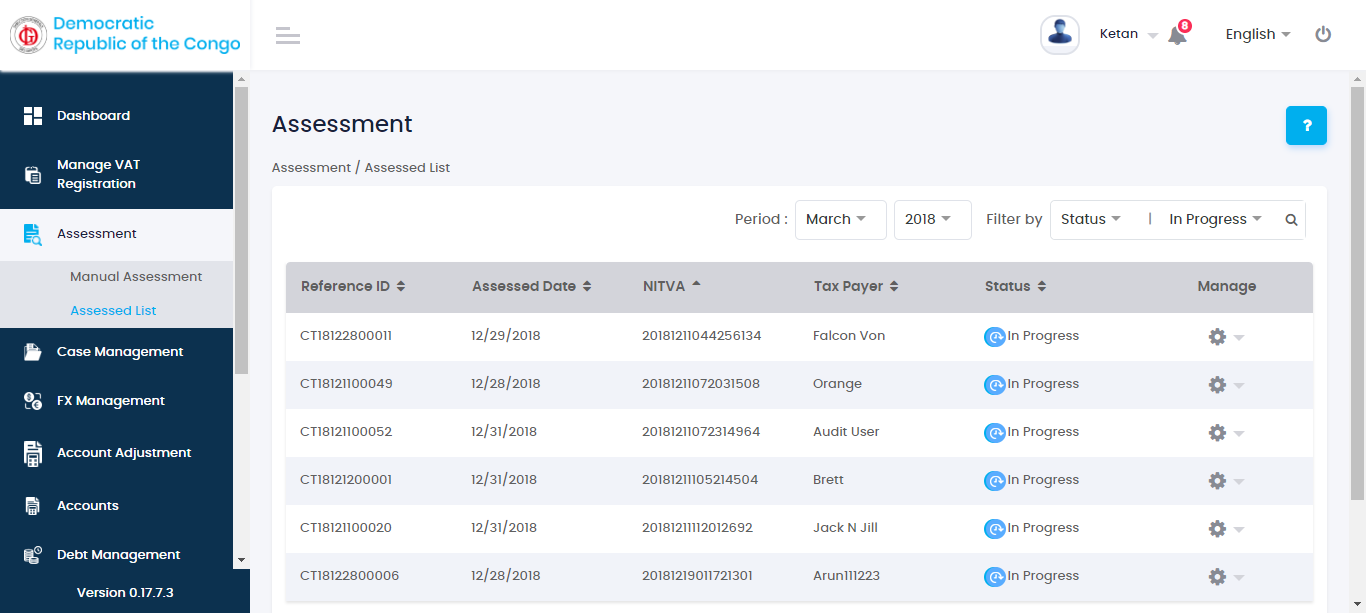 Democratic
Republic of the Congo
Ketan
8
English
Dashboard
Manage VAT
Registration
Assessment
Manual Assessment
Assessed List
Case Management
FX Management
Account Adjustment
Accounts
Debt Management
Version 0.17.7.3
Assessment
?
Assessment / Assessed List
Period : March 2018 Filter by Status | In Progress
Reference ID Assessed Date NITVA Tax Payer Status Manage
CT18122800011 12/29/2018 20181211044256134 Falcon Von In Progress
CT18121100049 12/28/2018 20181211072031508 Orange In Progress
CT18121100052 12/31/2018 20181211072314964 Audit User In Progress
CT18121200001 12/31/2018 20181211105214504 Brett In Progress
CT18121100020 12/31/2018 20181211112012692 Jack N Jill In Progress
CT18122800006 12/28/2018 20181219011721301 Arun111223 In Progress